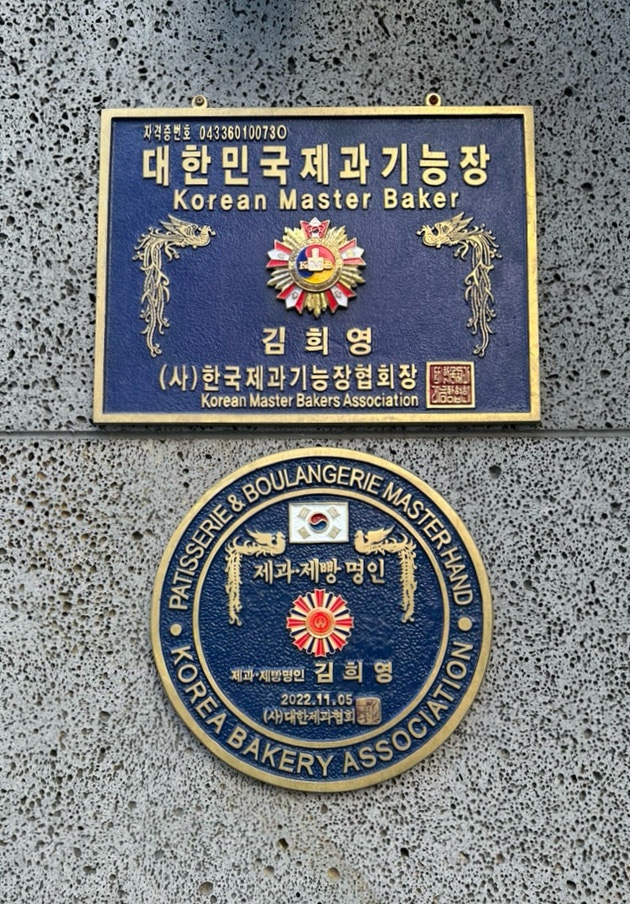 자격증번호 04336010073O
대한민국제과기능장
Korean Master Baker
김희영
(사)한국제과기능장협회장
Korean Master Bakers Association
PATISSERIE & BOULANGERIE MASTER HAND
제과·제빵 명인
제과·제빵명인 김희영
2022.11.05
(사)대한제과협회
KOREA BAKERY ASSOCIATION